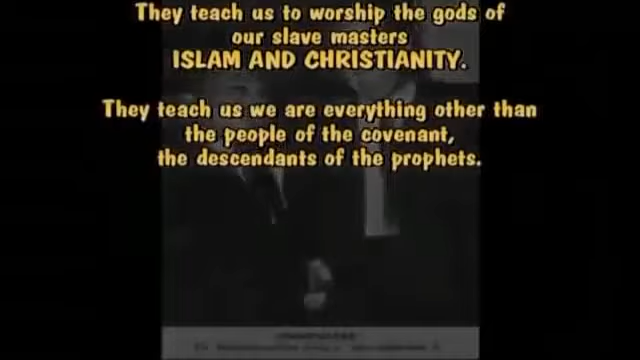 They teach us to worship the gods of
our slave masters
ISLAM AND CHRISTIANITY.
They teach us we are everything other than
the people of the covenant,
the descendants of the prophets.